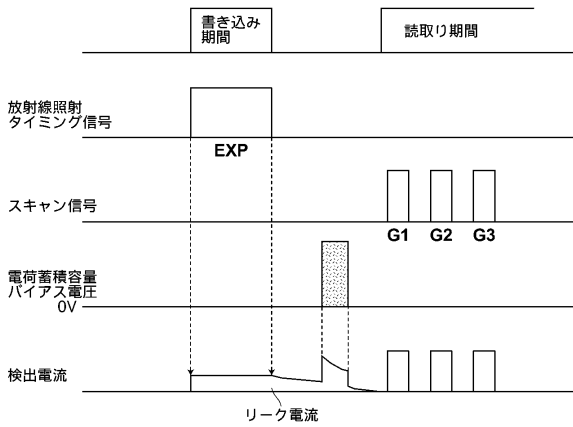 書き込み
期間
読取り期間
放射線照射
タイミング信号
EXP
スキャン信号
G1 G2 G3
電荷蓄積容量
バイアス電圧
0V
検出電流
リーク電流